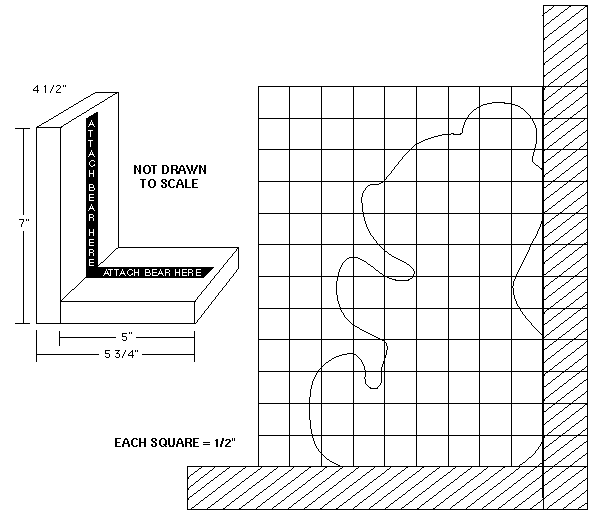 4 1/2"
ATTACH BEAR HERE
NOT DRAWN
TO SCALE
7"
ATTACH BEAR HERE
5"
5 3/4"
EACH SQUARE = 1/2"